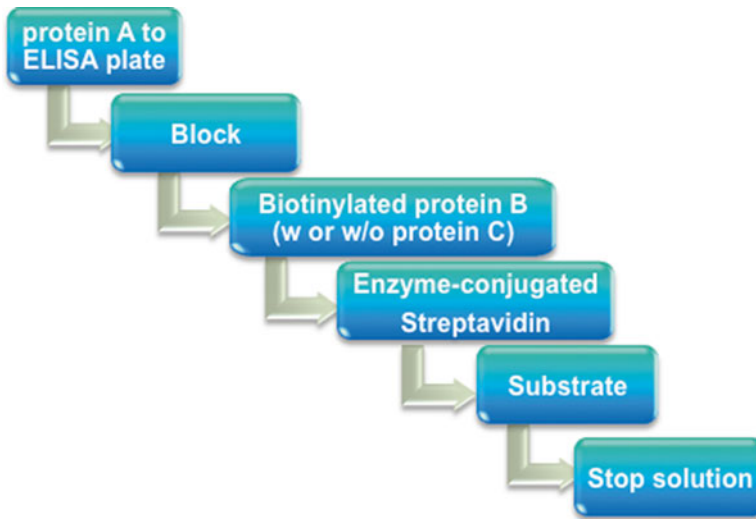 protein A to
ELISA plate
Block
Biotinylated protein B
(w or w/o protein C)
Enzyme-conjugated
Streptavidin
Substrate
Stop solution